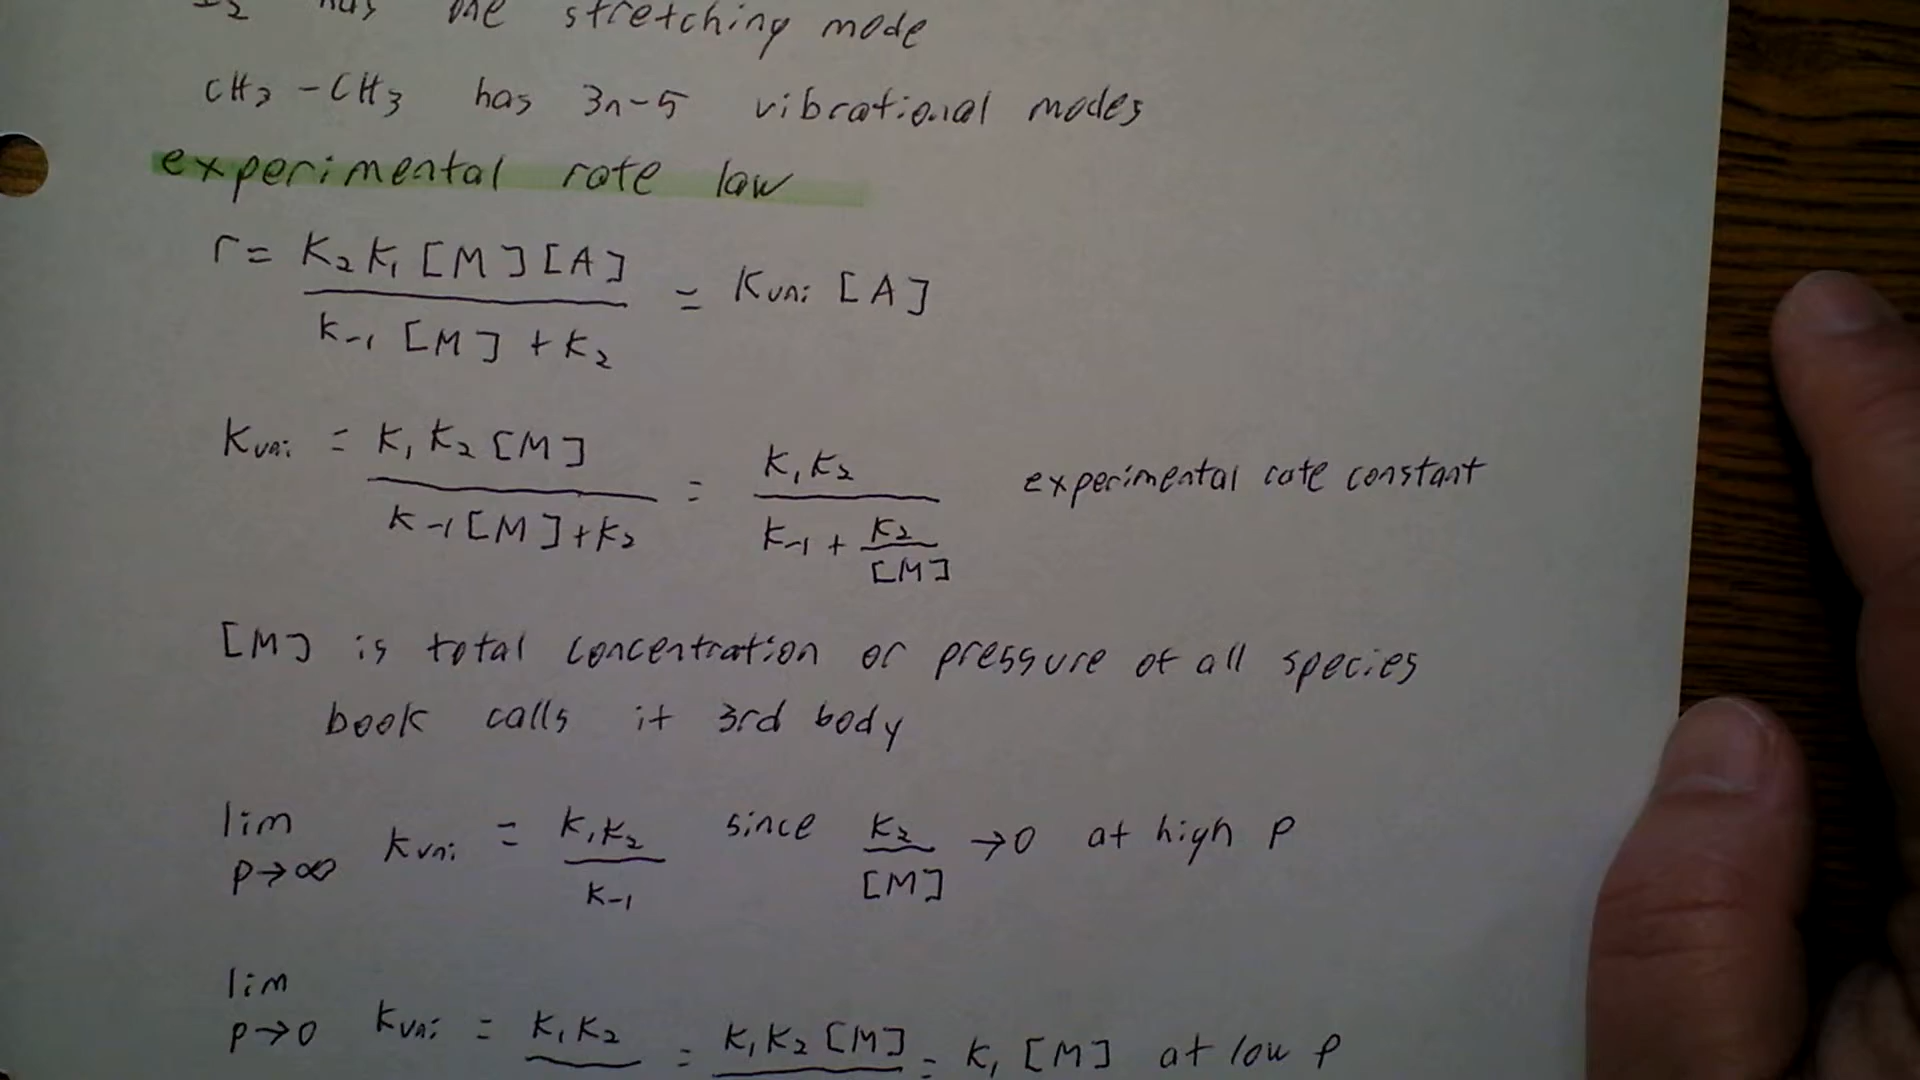 I2 has one stretching mode
CH3 - CH3 has 3n-5 vibrational modes
experimental rate law
r = K2 K1 [M][A] / K-1 [M] + K2 = Kuni [A]
Kuni = K1 K2 [M] / K-1 [M] + K2 = K1 K2 / K-1 + K2/[M] experimental rate constant
[M] is total concentration or pressure of all species
book calls it 3rd body
lim p→∞ Kuni = K1 K2 / K-1 since K2/[M] → 0 at high P
lim p→0 Kuni = K1 K2 = K1 K2 [M] = K1 [M] at low P